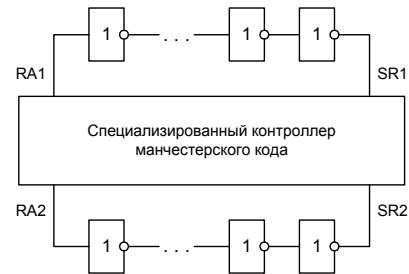 1 . . . 1 1
RA1 SR1
Специализированный контроллер
манчестерского кода
RA2 SR2
1 . . . 1 1